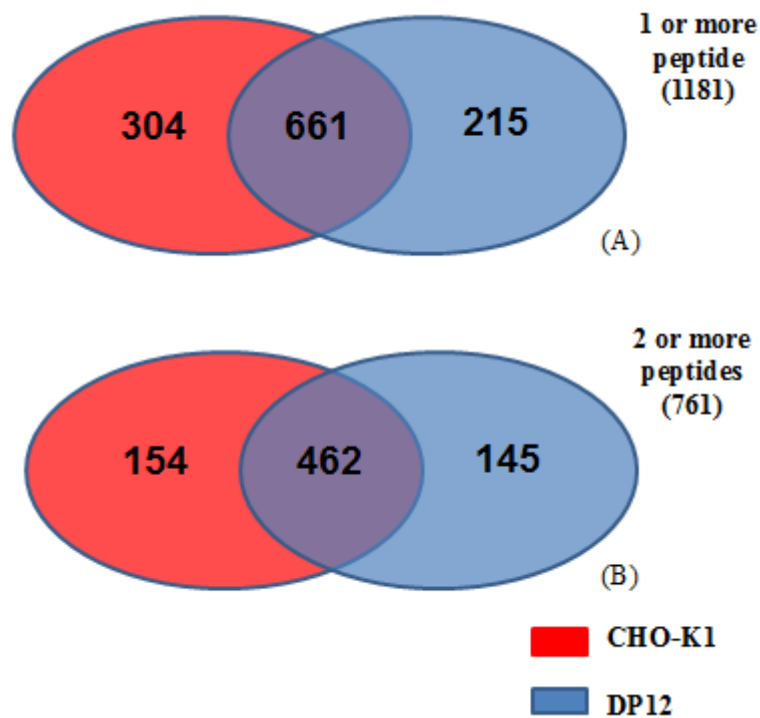 1 or more
peptide
(1181)
304 661 215
(A)
2 or more
peptides
(761)
154 462 145
(B)
CHO-K1
DP12